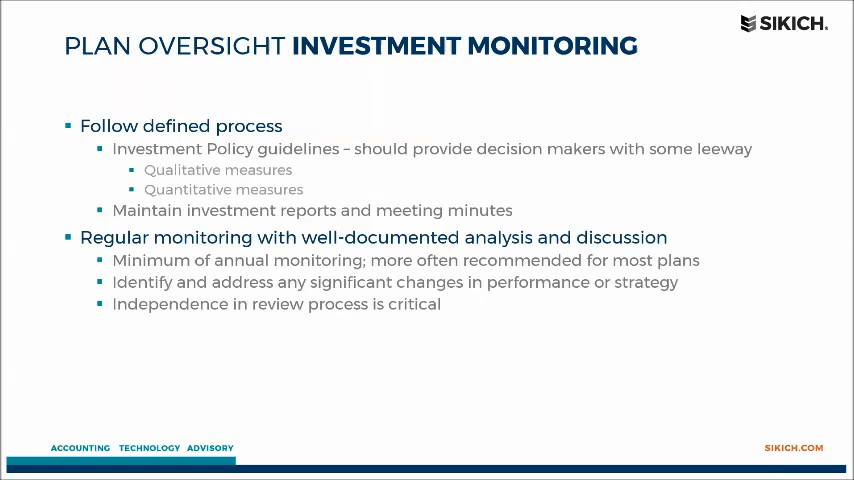 SIKICH.
PLAN OVERSIGHT INVESTMENT MONITORING
Follow defined process
Investment Policy guidelines – should provide decision makers with some leeway
Qualitative measures
Quantitative measures
Maintain investment reports and meeting minutes
Regular monitoring with well-documented analysis and discussion
Minimum of annual monitoring; more often recommended for most plans
Identify and address any significant changes in performance or strategy
Independence in review process is critical
ACCOUNTING TECHNOLOGY ADVISORY
SIKICH.COM